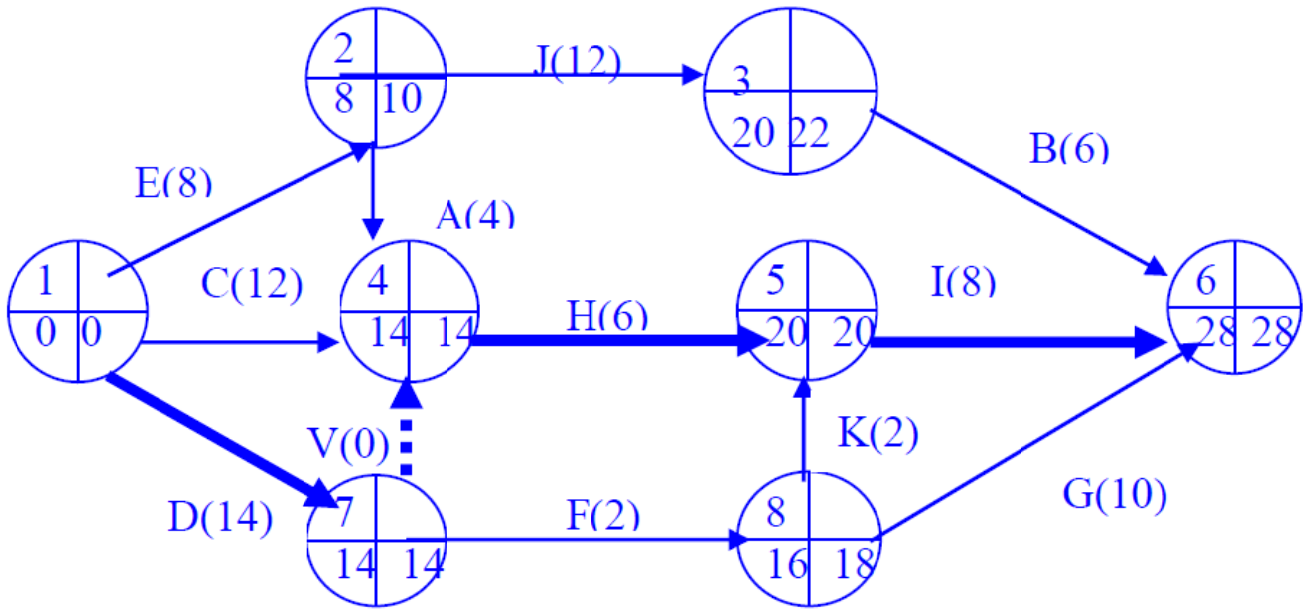 2
8 10
J(12)
3
20 22
B(6)
E(8)
A(4)
1
0 0
C(12)
4
14 14
H(6)
5
20 20
I(8)
6
28 28
V(0)
K(2)
D(14)
7
14 14
F(2)
8
16 18
G(10)